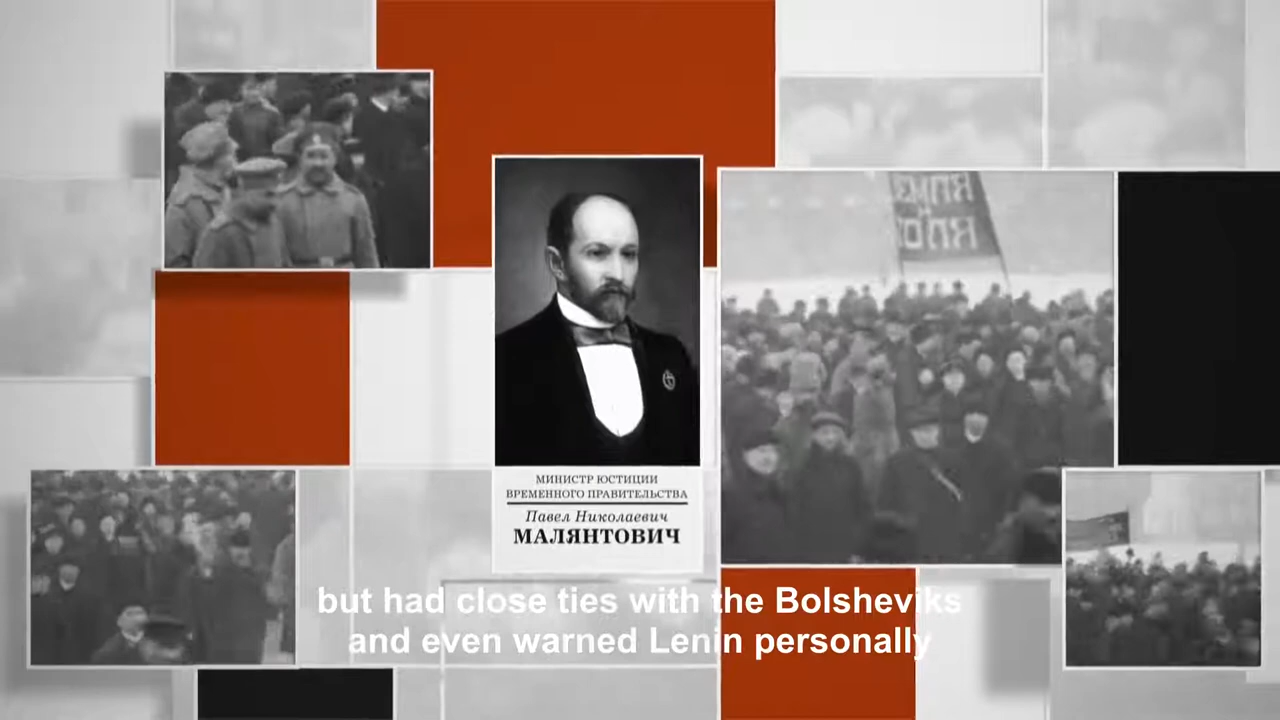 МИНИСТР ЮСТИЦИИ
ВРЕМЕННОГО ПРАВИТЕЛЬСТВА
Павел Николаевич
МАЛЯНТОВИЧ
but had close ties with the Bolsheviks
and even warned Lenin personally